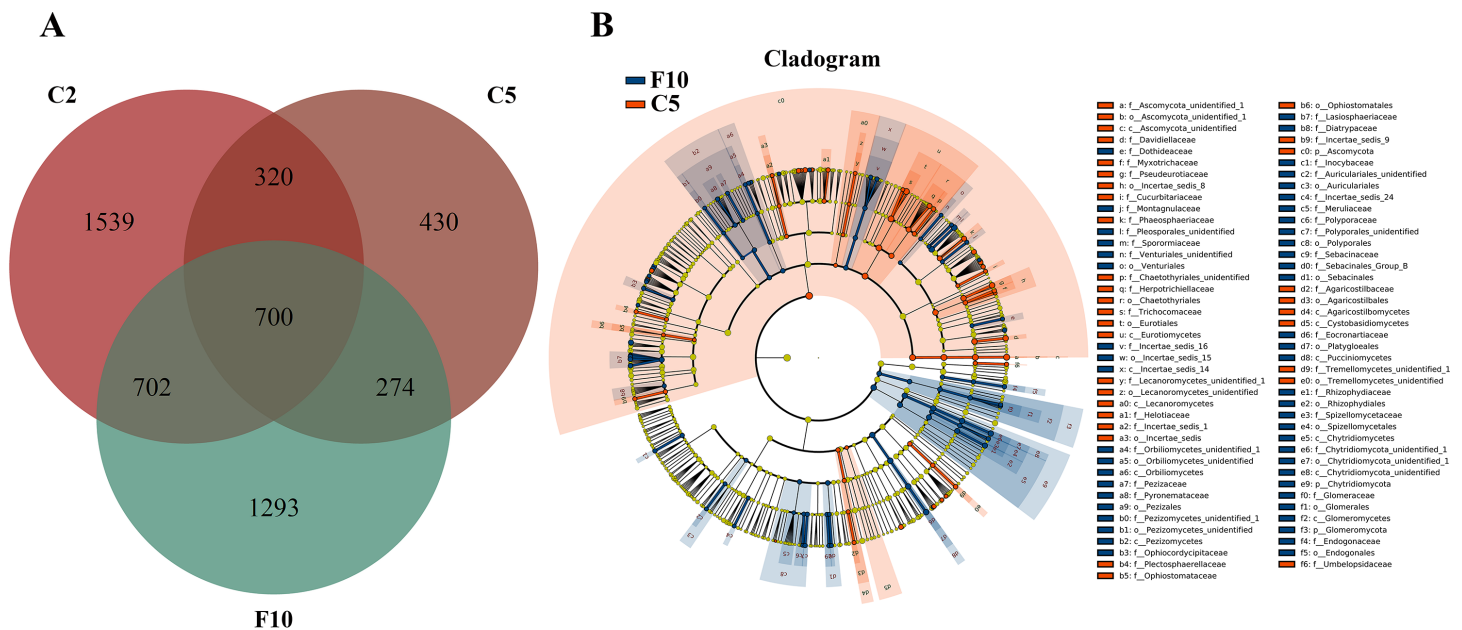 A
C2
C5
320
1539
430
700
702
274
1293
F10
B
Cladogram
F10
C5
a: f__Ascomycota_unidentified_1
b: o__Ascomycota_unidentified_1
c: c__Ascomycota_unidentified
d: f__Davidiellaceae
e: f__Dothideaceae
f: f__Myxotrichaceae
g: f__Pseudeurotiaceae
h: o__Incertae_sedis_8
i: f__Cucurbitariaceae
j: f__Montagnulaceae
k: f__Phaeosphaeriaceae
l: f__Pleosporales_unidentified
m: f__Sporormiaceae
n: f__Venturiales_unidentified
o: o__Venturiales
p: f__Chaetothyriales_unidentified
q: f__Herpotrichiellaceae
r: o__Chaetothyriales
s: f__Trichocomaceae
t: o__Eurotiales
u: c__Eurotiomycetes
v: f__Incertae_sedis_16
w: o__Incertae_sedis_15
x: c__Incertae_sedis_14
y: f__Lecanoromycetes_unidentified_1
z: o__Lecanoromycetes_unidentified
a0: c__Lecanoromycetes
a1: f__Helotiaceae
a2: f__Incertae_sedis_1
a3: o__Incertae_sedis
a4: f__Orbiliomycetes_unidentified_1
a5: o__Orbiliomycetes_unidentified
a6: c__Orbiliomycetes
a7: f__Pezizaceae
a8: f__Pyronemataceae
a9: o__Pezizales
b0: f__Pezizomycetes_unidentified_1
b1: o__Pezizomycetes_unidentified
b2: c__Pezizomycetes
b3: f__Ophiocordycipitaceae
b4: f__Plectosphaerellaceae
b5: f__Ophiostomataceae
b6: o__Ophiostomatales
b7: f__Lasiosphaeriaceae
b8: f__Diatrypaceae
b9: f__Incertae_sedis_9
c0: p__Ascomycota
c1: f__Inocybaceae
c2: f__Auriculariales_unidentified
c3: o__Auriculariales
c4: f__Incertae_sedis_24
c5: f__Meruliaceae
c6: f__Polyporaceae
c7: f__Polyporales_unidentified
c8: o__Polyporales
c9: f__Sebacinaceae
d0: f__Sebacinales_Group_B
d1: o__Sebacinales
d2: f__Agaricostilbaceae
d3: o__Agaricostilbales
d4: c__Agaricostilbomycetes
d5: c__Cystobasidiomycetes
d6: f__Eocronartiaceae
d7: o__Platygloeales
d8: c__Pucciniomycetes
d9: f__Tremellomycetes_unidentified_1
e0: o__Tremellomycetes_unidentified
e1: f__Rhizophydiaceae
e2: o__Rhizophydiales
e3: f__Spizellomycetaceae
e4: o__Spizellomycetales
e5: c__Chytridiomycetes
e6: f__Chytridiomycota_unidentified_1
e7: o__Chytridiomycota_unidentified_1
e8: c__Chytridiomycota_unidentified
e9: p__Chytridiomycota
f0: f__Glomeraceae
f1: o__Glomerales
f2: c__Glomeromycetes
f3: p__Glomeromycota
f4: f__Endogonaceae
f5: o__Endogonales
f6: f__Umbelopsidaceae